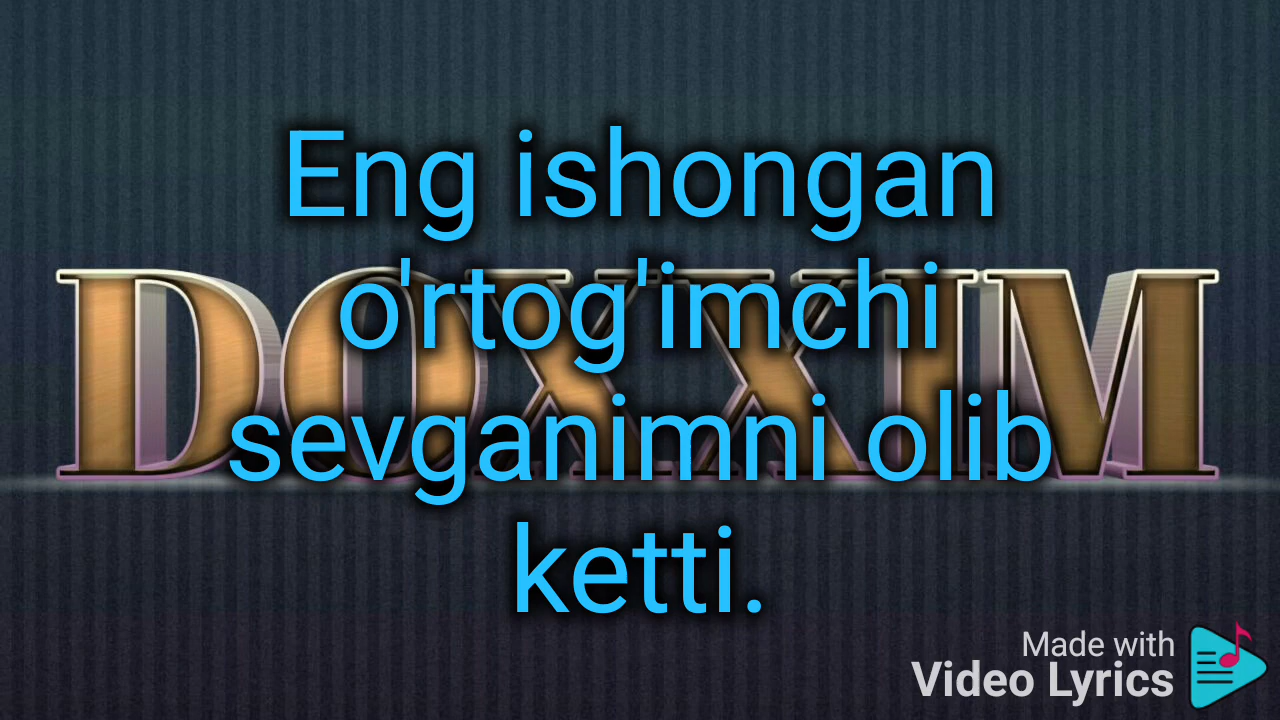 Eng ishongan
o'rtog'imchi
DOXXIM
sevganimni olib
ketti.
Made with
Video Lyrics